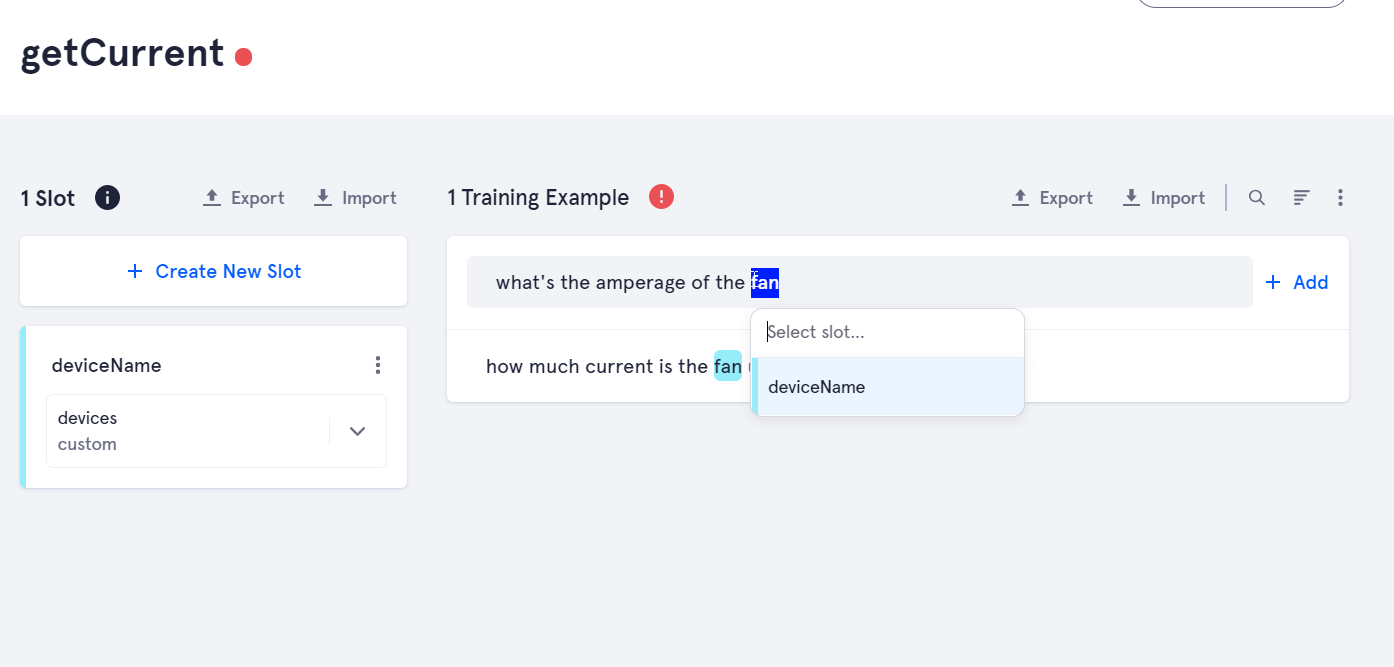 getCurrent
1 Slot
Export
Import
1 Training Example
Export
Import
+ Create New Slot
what's the amperage of the fan
+ Add
Select slot...
deviceName
how much current is the fan
deviceName
devices
custom